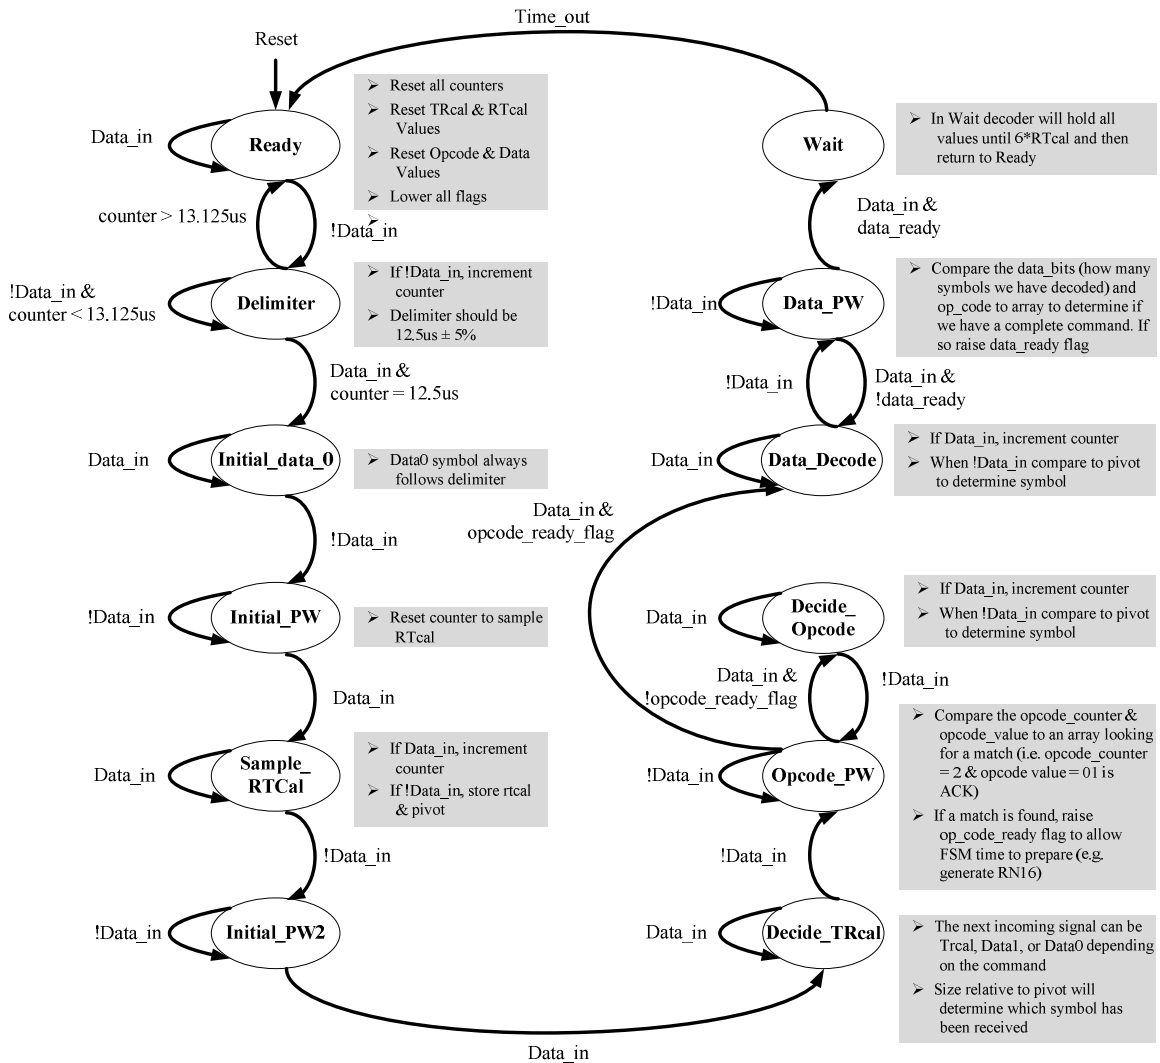 Time_out
Reset
➢ Reset all counters
➢ Reset TRcal & RTcal
Values
➢ Reset Opcode & Data
Values
➢ Lower all flags
➢
Data_in
Ready
counter > 13.125us
!Data_in
!Data_in &
counter < 13.125us
Delimiter
➢ If !Data_in, increment
counter
➢ Delimiter should be
12.5us ± 5%
Data_in &
counter = 12.5us
Data_in
Initial_data_0
➢ Data0 symbol always
follows delimiter
!Data_in
!Data_in
Initial_PW
➢ Reset counter to sample
RTcal
Data_in
Data_in
Sample_
RTCal
➢ If Data_in, increment
counter
➢ If !Data_in, store rtcal
& pivot
!Data_in
!Data_in
Initial_PW2
Data_in
Wait
➢ In Wait decoder will hold all
values until 6*RTcal and then
return to Ready
Data_in &
data_ready
!Data_in
Data_PW
➢ Compare the data_bits (how many
symbols we have decoded) and
op_code to array to determine if
we have a complete command. If
so raise data_ready flag
!Data_in
Data_in &
!data_ready
Data_in
Data_Decode
➢ If Data_in, increment counter
➢ When !Data_in compare to pivot
to determine symbol
Data_in &
opcode_ready_flag
Data_in
Decide_
Opcode
➢ If Data_in, increment counter
➢ When !Data_in compare to pivot
to determine symbol
Data_in &
!opcode_ready_flag
!Data_in
!Data_in
Opcode_PW
➢ Compare the opcode_counter &
opcode_value to an array looking
for a match (i.e. opcode_counter
= 2 & opcode value = 01 is
ACK)
➢ If a match is found, raise
op_code_ready flag to allow
FSM time to prepare (e.g.
generate RN16)
!Data_in
Data_in
Decide_TRcal
➢ The next incoming signal can be
Trcal, Data1, or Data0 depending
on the command
➢ Size relative to pivot will
determine which symbol has
been received